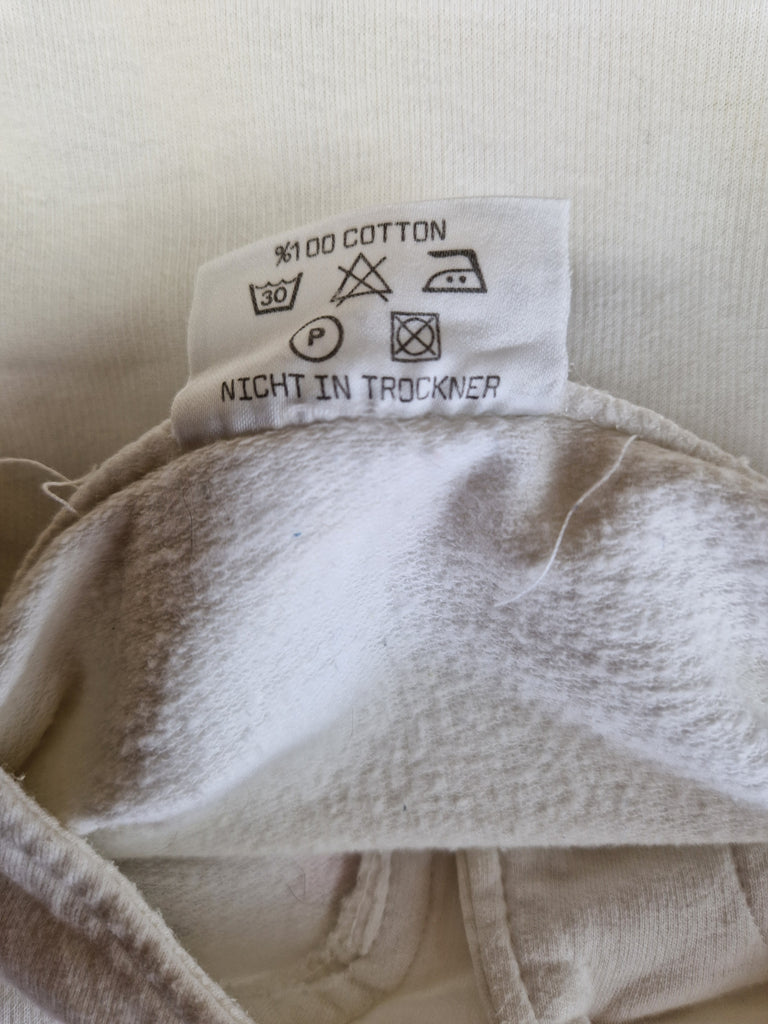 %100 COTTON
30
P
NICHT IN TROCKNER